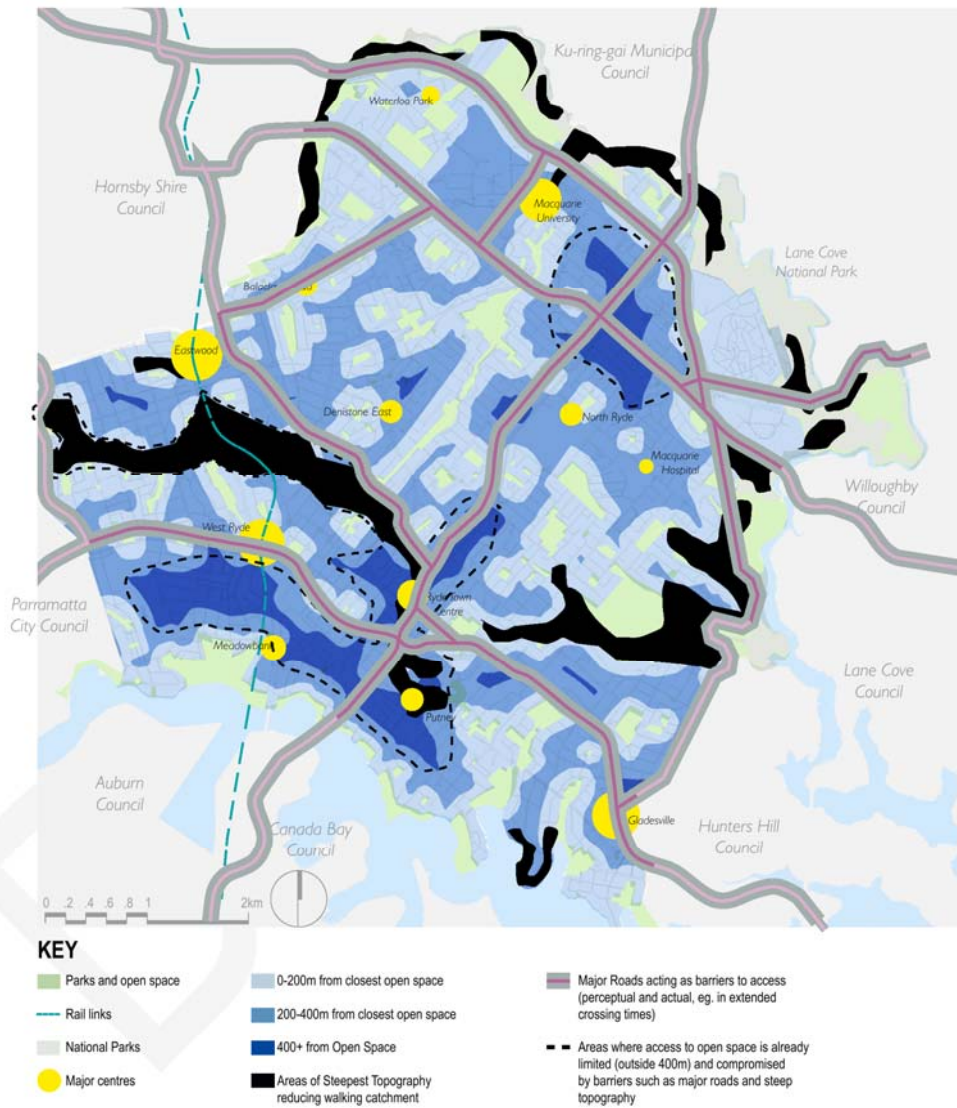 Ku-ring-gai Municipa
Council
Waterloo Park
Hornsby Shire
Council
Macquarie
University
Lane Cove
National Park
Eastwood
Denistone East
North Ryde
Macquarie
Hospital
Willoughby
Council
West Ryde
Ryde Town
Centre
Parramatta
City Council
Meadowbank
Lane Cove
Council
Putney
Auburn
Council
Gladesville
Hunters Hill
Council
Canada Bay
Council
0 .2 .4 .6 .8 1 2km
KEY
Parks and open space
Rail links
National Parks
Major centres
0-200m from closest open space
200-400m from closest open space
400+ from Open Space
Areas of Steepest Topography
reducing walking catchment
Major Roads acting as barriers to access
(perceptual and actual, eg. in extended
crossing times)
Areas where access to open space is already
limited (outside 400m) and compromised
by barriers such as major roads and steep
topography